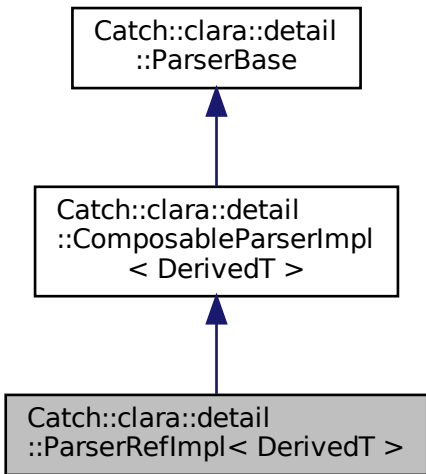 Catch::clara::detail
::ParserBase
Catch::clara::detail
::ComposableParserImpl
< DerivedT >
Catch::clara::detail
::ParserRefImpl< DerivedT >